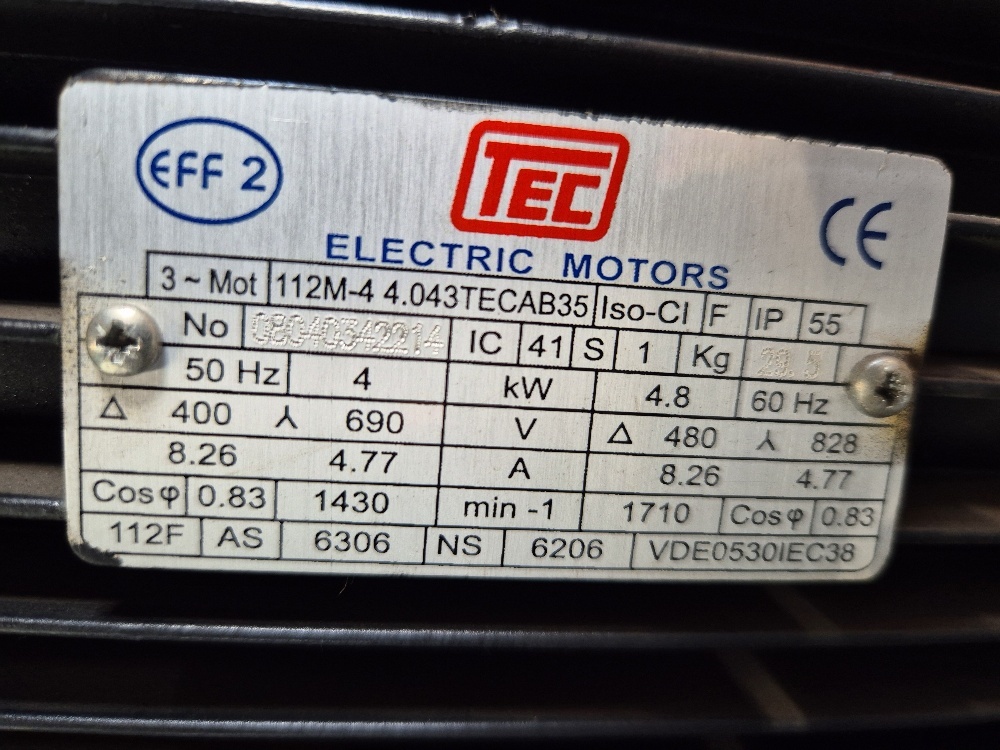 EFF 2
TEC
CE
ELECTRIC MOTORS
3 ~ Mot 112M-4 4.043TECAB35 Iso-Cl F IP 55
No 08040342214 IC 41 S 1 Kg 29.5
50 Hz 4 kW 4.8 60 Hz
Δ 400 ⅄ 690 V Δ 480 ⅄ 828
8.26 4.77 A 8.26 4.77
Cosφ 0.83 1430 min -1 1710 Cosφ 0.83
112F AS 6306 NS 6206 VDE0530IEC38